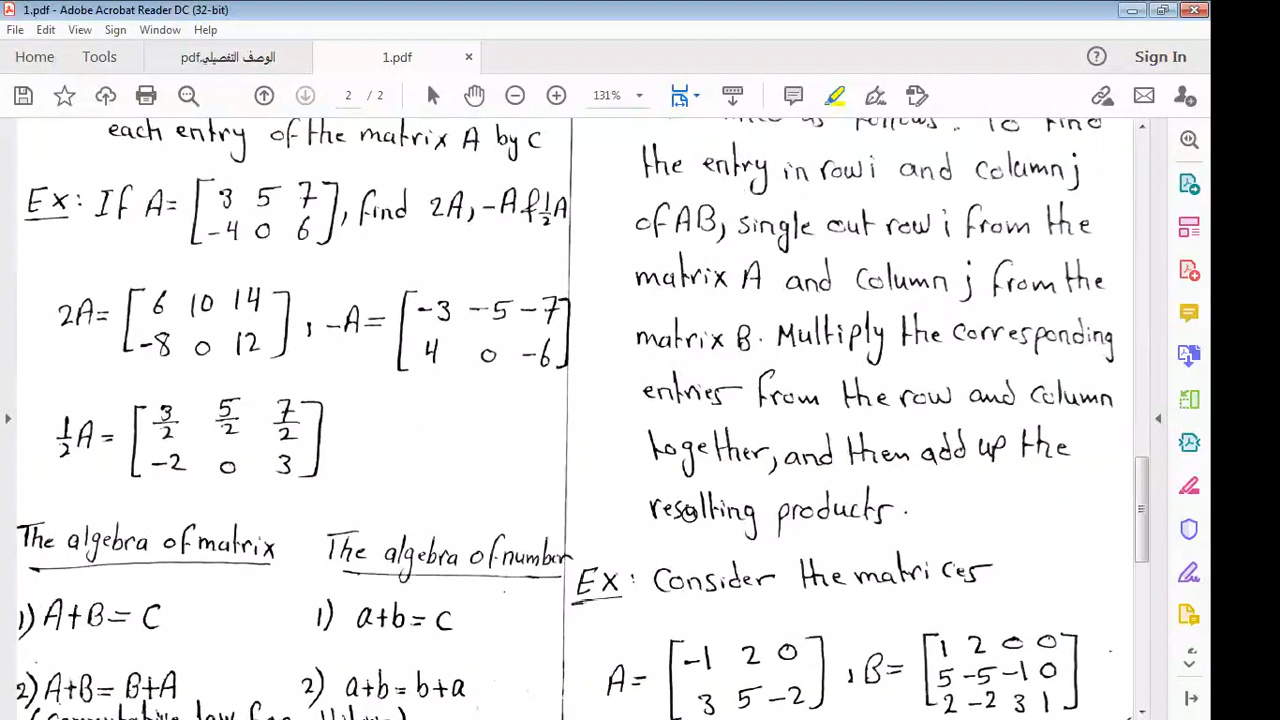 1.pdf - Adobe Acrobat Reader DC (32-bit)
File Edit View Sign Window Help
Home Tools الوصف التفصيلي.pdf 1.pdf × Sign In
2 / 2 131%
each entry of the matrix A by C
Ex: If A= [3 5 7
-4 0 6], find 2A, -A & 1/2 A
2A= [6 10 14
-8 0 12], -A= [-3 -5 -7
4 0 -6]
1/2 A= [3/2 5/2 7/2
-2 0 3]
The algebra of matrix
1) A+B= C
2) A+B= B+A
The algebra of number
1) a+b= c
2) a+b= b+a
as follows. To find
the entry in row i and column j
of AB, single out row i from the
matrix A and column j from the
matrix B. Multiply the corresponding
entries from the row and column
together, and then add up the
resulting products.
EX: Consider the matrices
A= [-1 2 0
3 5 -2], B= [1 2 0 0
5 -5 -1 0
2 -2 3 1]